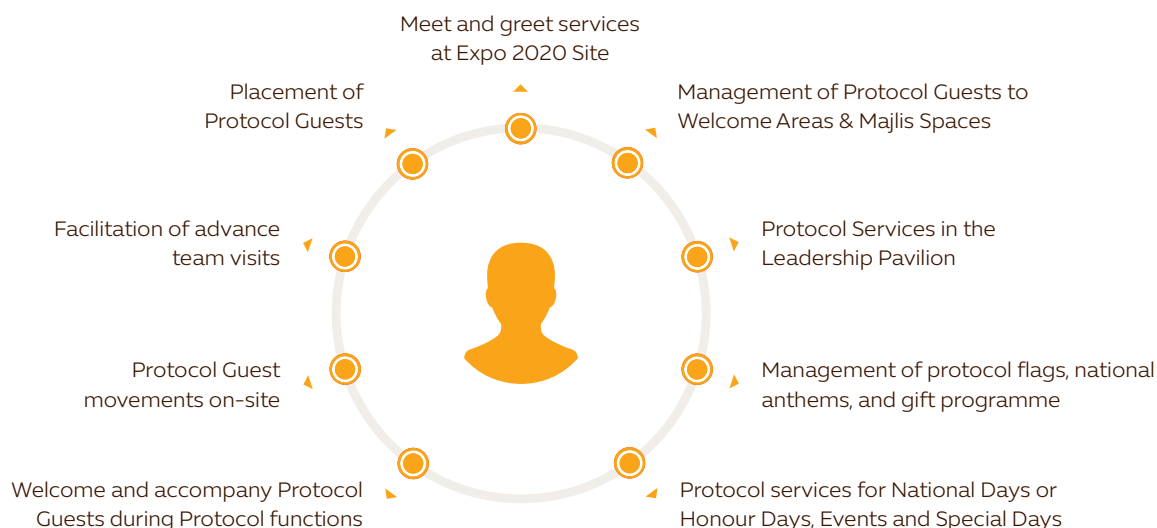 Meet and greet services
at Expo 2020 Site
Management of Protocol Guests to
Welcome Areas & Majlis Spaces
Protocol Services in the
Leadership Pavilion
Management of protocol flags, national
anthems, and gift programme
Protocol services for National Days or
Honour Days, Events and Special Days
Welcome and accompany Protocol
Guests during Protocol functions
Protocol Guest
movements on-site
Facilitation of advance
team visits
Placement of
Protocol Guests